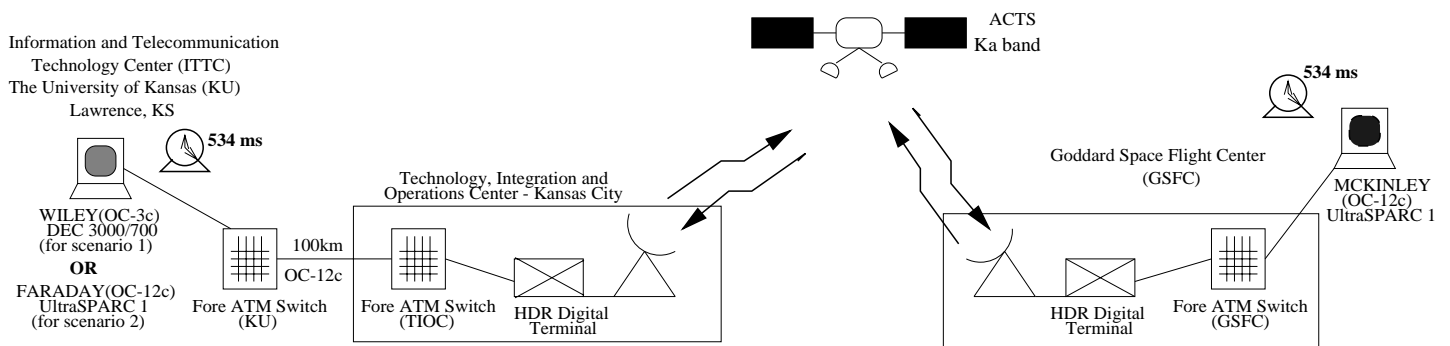 Information and Telecommunication
Technology Center (ITTC)
The University of Kansas (KU)
Lawrence, KS
534 ms
WILEY(OC-3c)
DEC 3000/700
(for scenario 1)
OR
FARADAY(OC-12c)
UltraSPARC 1
(for scenario 2)
Fore ATM Switch
(KU)
100km
OC-12c
Technology, Integration and
Operations Center - Kansas City
Fore ATM Switch
(TIOC)
HDR Digital
Terminal
ACTS
Ka band
Goddard Space Flight Center
(GSFC)
HDR Digital
Terminal
Fore ATM Switch
(GSFC)
534 ms
MCKINLEY
(OC-12c)
UltraSPARC 1